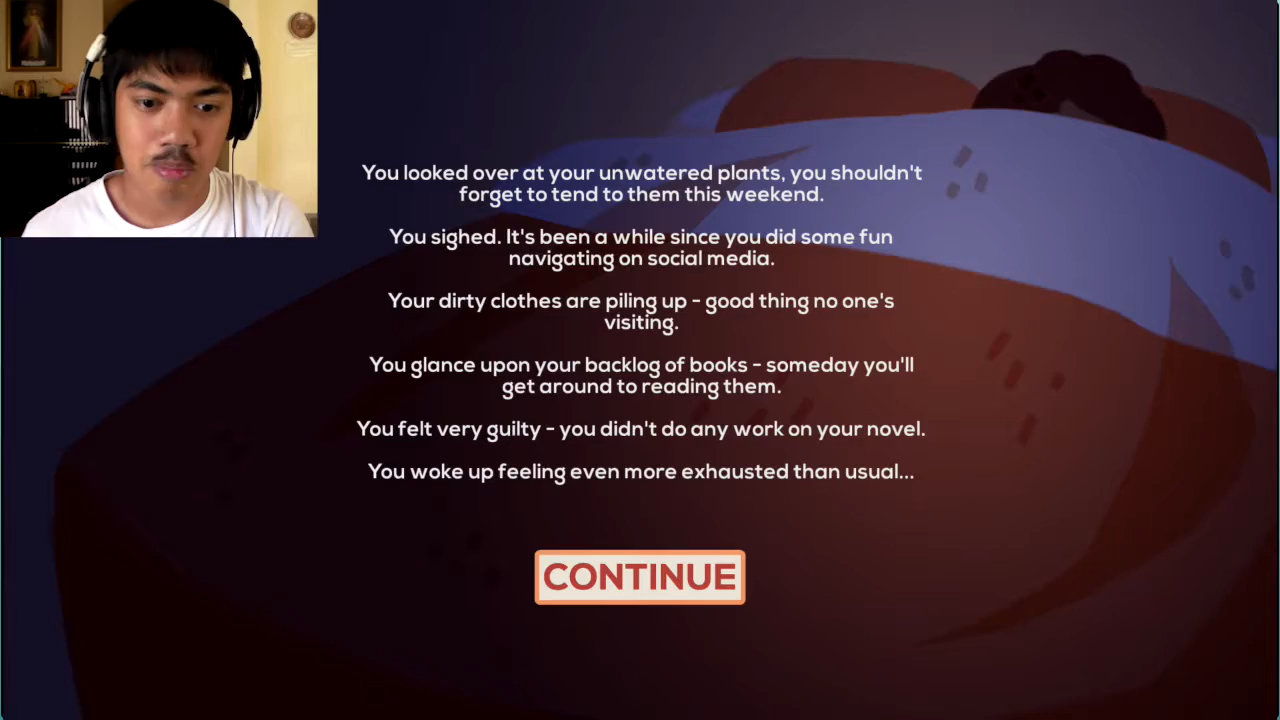 You looked over at your unwatered plants, you shouldn't
forget to tend to them this weekend.
You sighed. It's been a while since you did some fun
navigating on social media.
Your dirty clothes are piling up - good thing no one's
visiting.
You glance upon your backlog of books - someday you'll
get around to reading them.
You felt very guilty - you didn't do any work on your novel.
You woke up feeling even more exhausted than usual...
CONTINUE